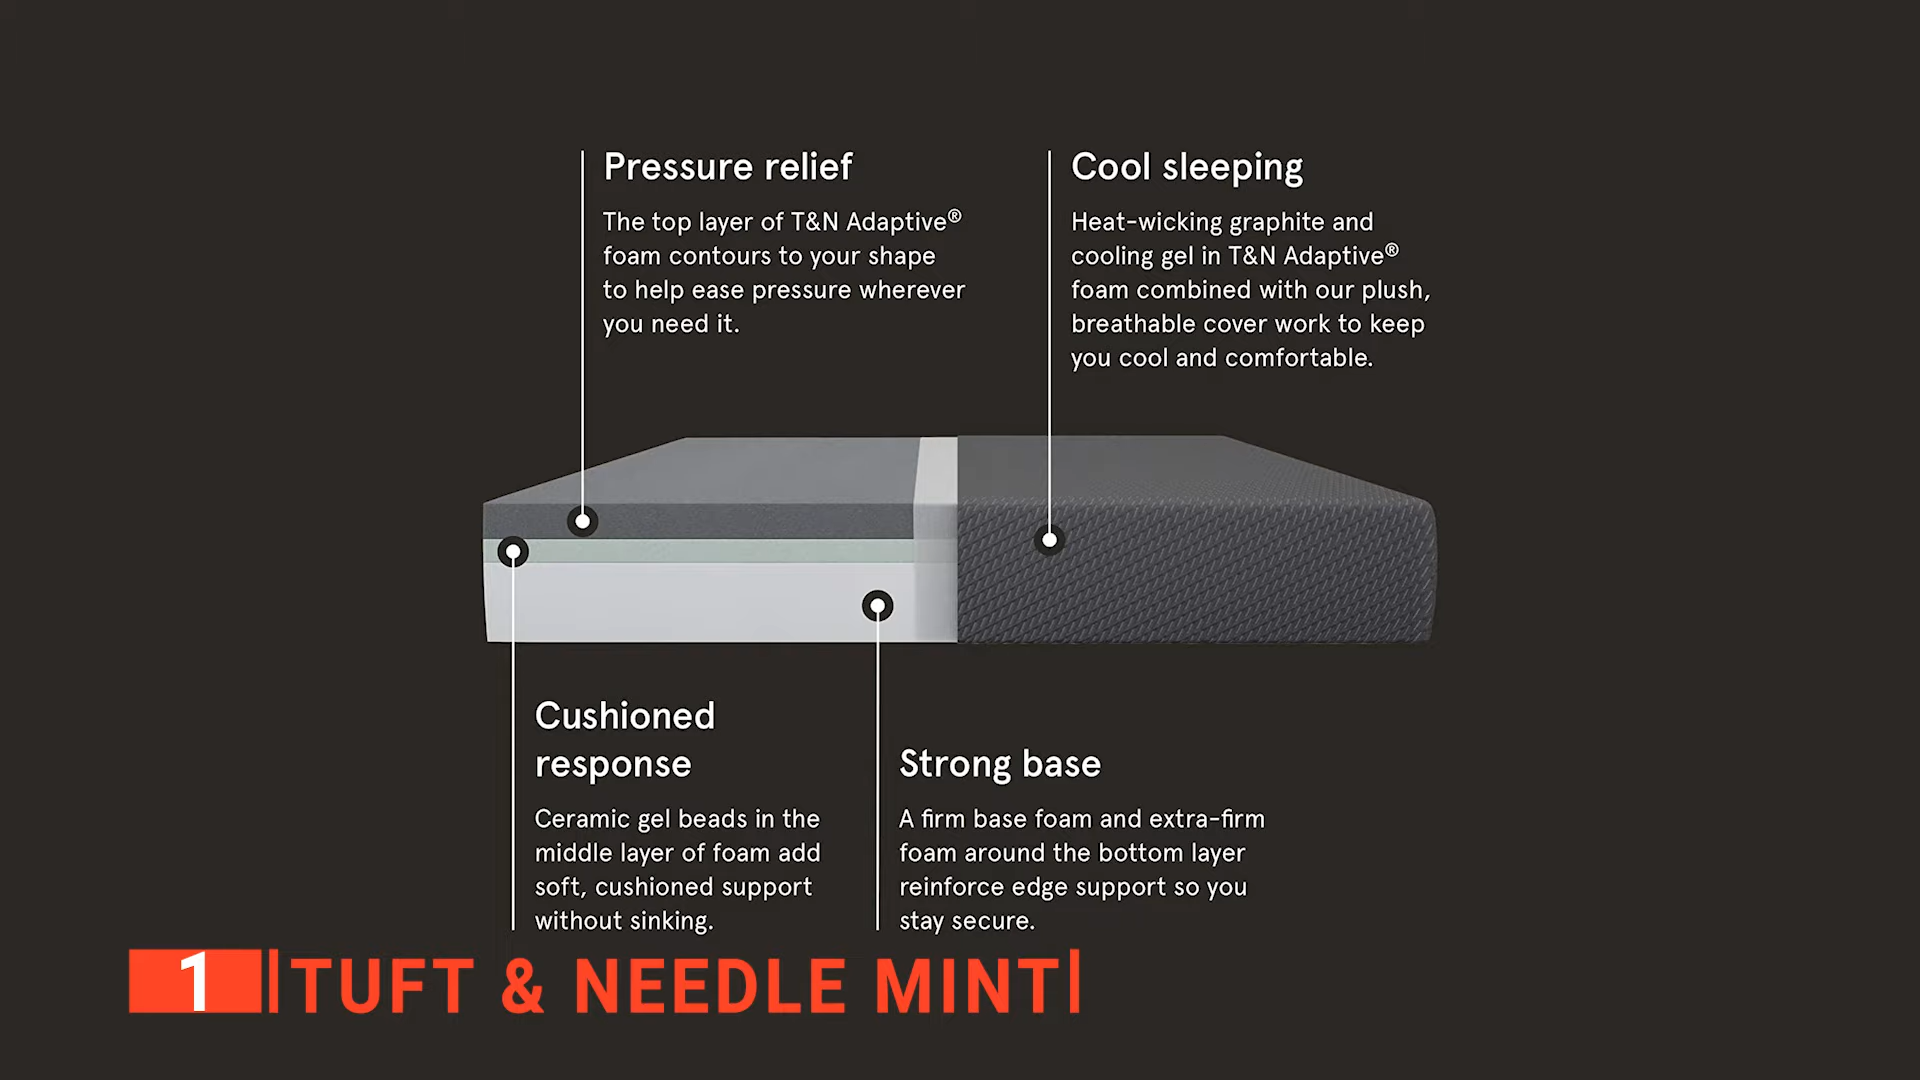 Pressure relief
The top layer of T&N Adaptive®
foam contours to your shape
to help ease pressure wherever
you need it.
Cool sleeping
Heat-wicking graphite and
cooling gel in T&N Adaptive®
foam combined with our plush,
breathable cover work to keep
you cool and comfortable.
Cushioned
response
Ceramic gel beads in the
middle layer of foam add
soft, cushioned support
without sinking.
Strong base
A firm base foam and extra-firm
foam around the bottom layer
reinforce edge support so you
stay secure.
1 TUFT & NEEDLE MINT